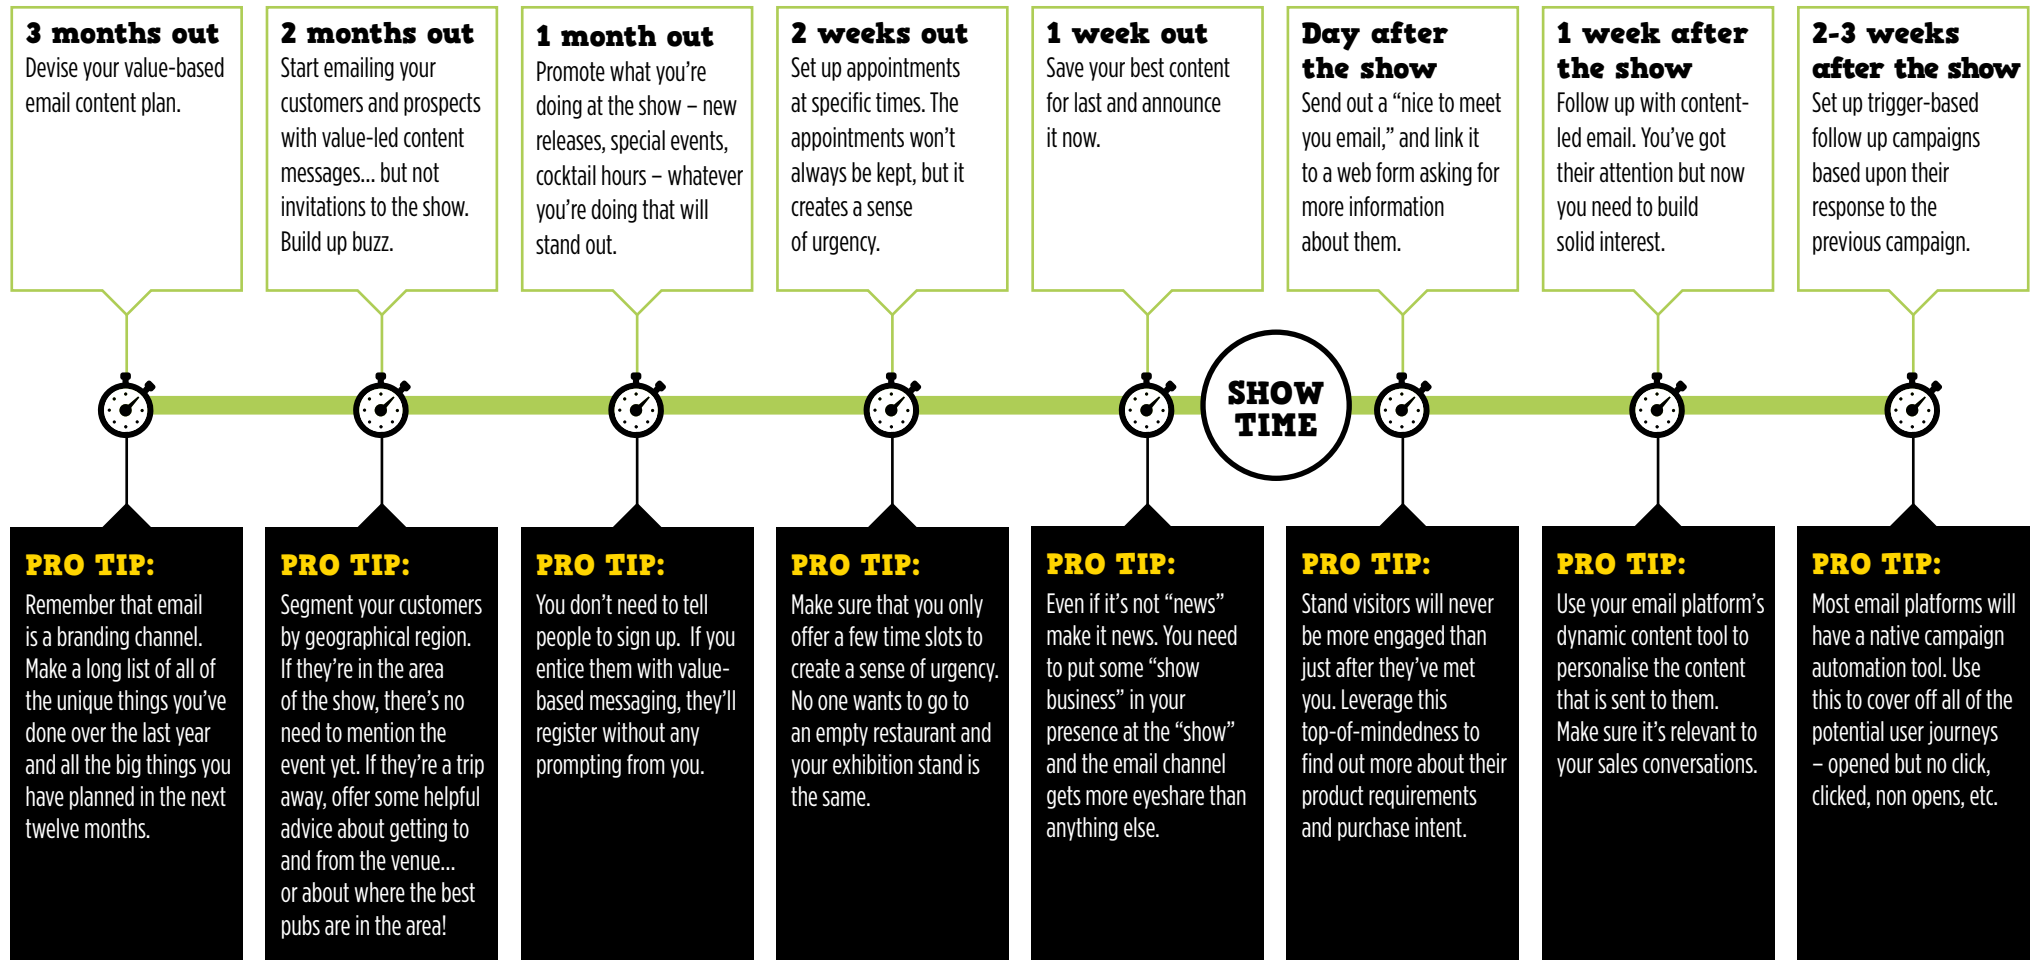 3 months out
Devise your value-based
email content plan.
2 months out
Start emailing your
customers and prospects
with value-led content
messages... but not
invitations to the show.
Build up buzz.
1 month out
Promote what you're
doing at the show – new
releases, special events,
cocktail hours – whatever
you're doing that will
stand out.
2 weeks out
Set up appointments
at specific times. The
appointments won't
always be kept, but it
creates a sense
of urgency.
1 week out
Save your best content
for last and announce
it now.
Day after
the show
Send out a “nice to meet
you email,” and link it
to a web form asking for
more information
about them.
1 week after
the show
Follow up with content-
led email. You've got
their attention but now
you need to build
solid interest.
2-3 weeks
after the show
Set up trigger-based
follow up campaigns
based upon their
response to the
previous campaign.
SHOW
TIME
PRO TIP:
Remember that email
is a branding channel.
Make a long list of all of
the unique things you've
done over the last year
and all the big things you
have planned in the next
twelve months.
PRO TIP:
Segment your customers
by geographical region.
If they're in the area
of the show, there's no
need to mention the
event yet. If they're a trip
away, offer some helpful
advice about getting to
and from the venue...
or about where the best
pubs are in the area!
PRO TIP:
You don't need to tell
people to sign up.  If you
entice them with value-
based messaging, they'll
register without any
prompting from you.
PRO TIP:
Make sure that you only
offer a few time slots to
create a sense of urgency.
No one wants to go to
an empty restaurant and
your exhibition stand is
the same.
PRO TIP:
Even if it's not “news”
make it news. You need
to put some “show
business” in your
presence at the “show”
and the email channel
gets more eyeshare than
anything else.
PRO TIP:
Stand visitors will never
be more engaged than
just after they've met
you. Leverage this
top-of-mindedness to
find out more about their
product requirements
and purchase intent.
PRO TIP:
Use your email platform's
dynamic content tool to
personalise the content
that is sent to them.
Make sure it's relevant to
your sales conversations.
PRO TIP:
Most email platforms will
have a native campaign
automation tool. Use
this to cover off all of the
potential user journeys
– opened but no click,
clicked, non opens, etc.